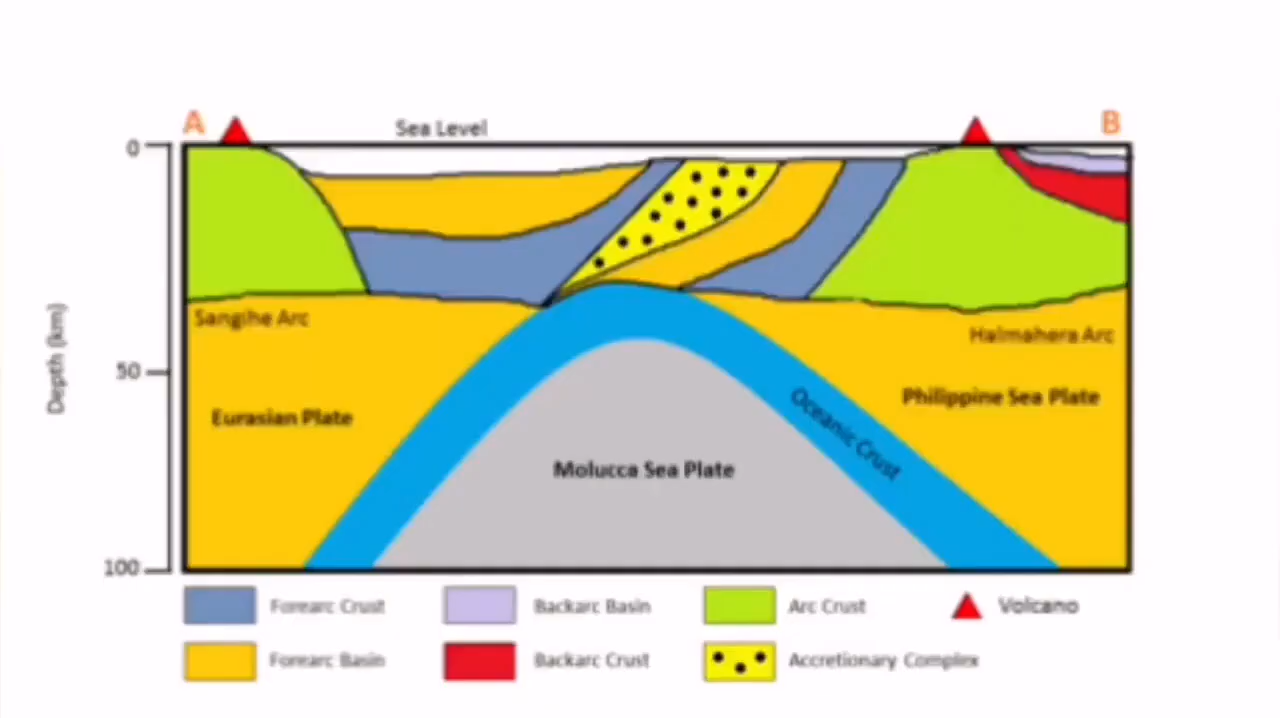 A
B
Sea Level
0
Sangihe Arc
Halmahera Arc
Depth (km)
50
Eurasian Plate
Philippine Sea Plate
Oceanic Crust
Molucca Sea Plate
100
Forearc Crust
Backarc Basin
Arc Crust
Volcano
Forearc Basin
Backarc Crust
Accretionary Complex